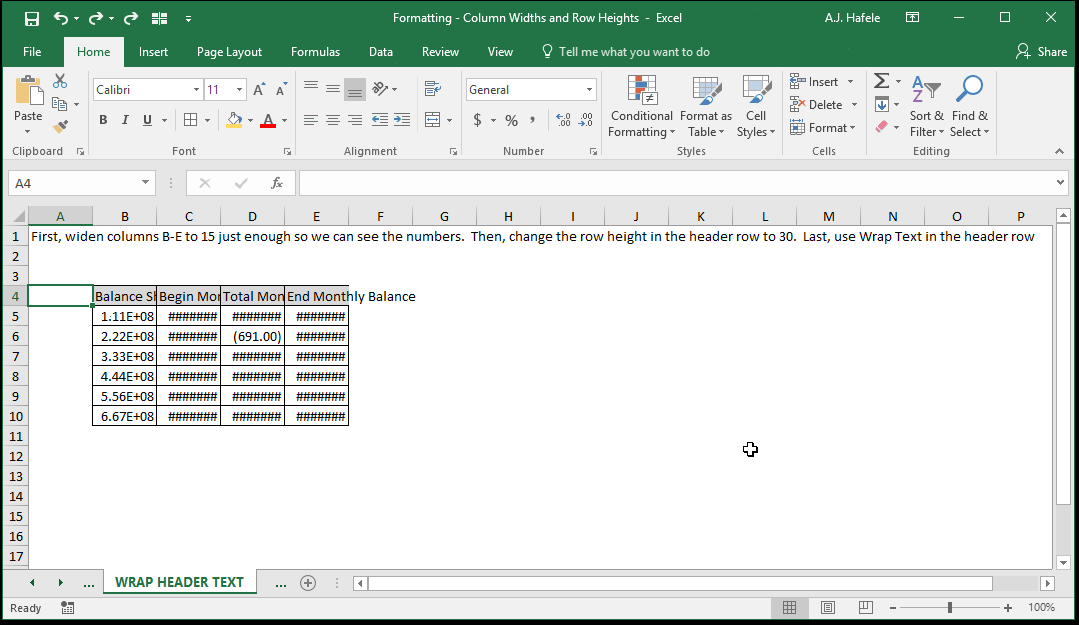 Formatting - Column Widths and Row Heights - Excel
A.J. Hafele
File Home Insert Page Layout Formulas Data Review View Tell me what you want to do Share
Paste
Calibri 11
B I U
A
General
$ % ,
Conditional Formatting
Format as Table
Cell Styles
Insert
Delete
Format
Sort & Filter
Find & Select
Clipboard Font Alignment Number Styles Cells Editing
A4 fx
A B C D E F G H I J K L M N O P
1 First, widen columns B-E to 15 just enough so we can see the numbers. Then, change the row height in the header row to 30. Last, use Wrap Text in the header row
2
3
4 Balance Sh Begin Mon Total Mon End Monthly Balance
5 1.11E+08 ####### ####### #######
6 2.22E+08 ####### (691.00) #######
7 3.33E+08 ####### ####### #######
8 4.44E+08 ####### ####### #######
9 5.56E+08 ####### ####### #######
10 6.67E+08 ####### ####### #######
11
12
13
14
15
16
17
... WRAP HEADER TEXT ...
Ready 100%